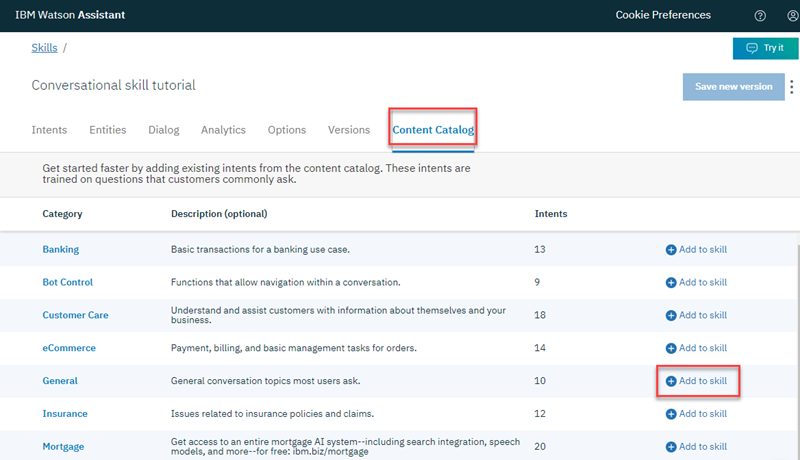 IBM Watson Assistant Cookie Preferences
Skills /
Try it
Conversational skill tutorial
Save new version
Intents Entities Dialog Analytics Options Versions Content Catalog
Get started faster by adding existing intents from the content catalog. These intents are
trained on questions that customers commonly ask.
Category Description (optional) Intents
Banking Basic transactions for a banking use case. 13 Add to skill
Bot Control Functions that allow navigation within a conversation. 9 Add to skill
Customer Care Understand and assist customers with information about themselves and your
business. 18 Add to skill
eCommerce Payment, billing, and basic management tasks for orders. 14 Add to skill
General General conversation topics most users ask. 10 Add to skill
Insurance Issues related to insurance policies and claims. 12 Add to skill
Mortgage Get access to an entire mortgage AI system--including search integration, speech
models, and more--for free: ibm.biz/mortgage 20 Add to skill